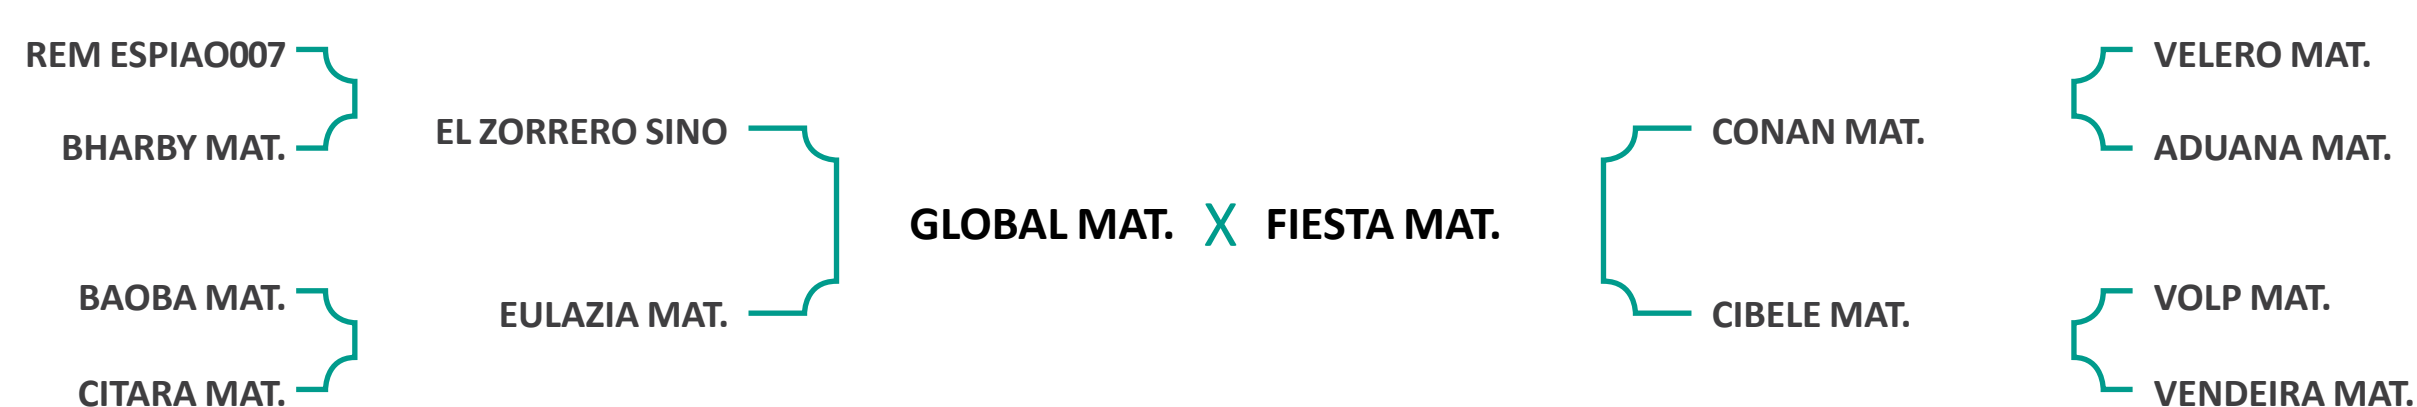 REM ESPIAO007
BHARBY MAT.
EL ZORRERO SINO
BAOBA MAT.
CITARA MAT.
EULAZIA MAT.
GLOBAL MAT. X FIESTA MAT.
CONAN MAT.
CIBELE MAT.
VELERO MAT.
ADUANA MAT.
VOLP MAT.
VENDEIRA MAT.